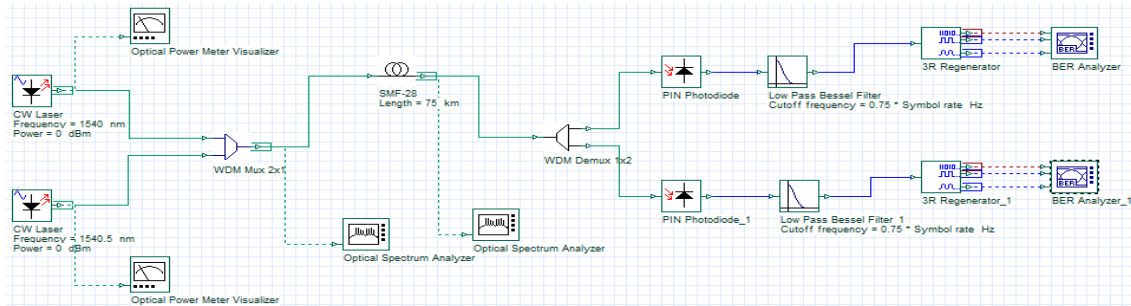 Optical Power Meter Visualizer
CW Laser
Frequency = 1540 nm
Power = 0 dBm
WDM Mux 2x1
SMF-28
Length = 75 km
WDM Demux 1x2
PIN Photodiode
Low Pass Bessel Filter
Cutoff frequency = 0.75 * Symbol rate Hz
3R Regenerator
BER
BER Analyzer
CW Laser
Frequency = 1540.5 nm
Power = 0 dBm
Optical Power Meter Visualizer
Optical Spectrum Analyzer
Optical Spectrum Analyzer
PIN Photodiode_1
Low Pass Bessel Filter_1
Cutoff frequency = 0.75 * Symbol rate Hz
3R Regenerator_1
BER
BER Analyzer_1